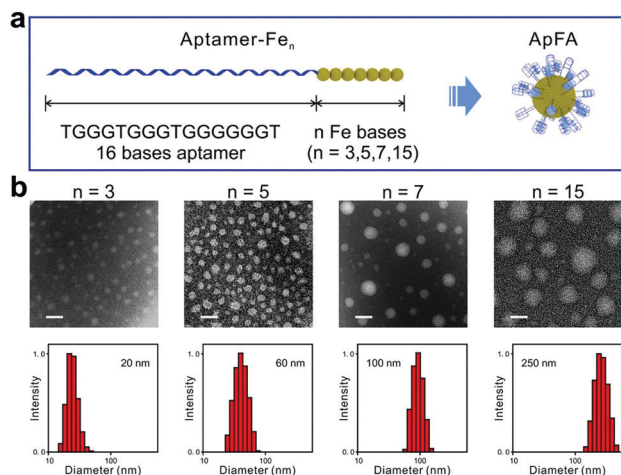 a
Aptamer-Feₙ
ApFA
TGGGTGGGTGGGGGGT
16 bases aptamer
n Fe bases
(n = 3,5,7,15)
b
n = 3
n = 5
n = 7
n = 15
Intensity
1.0
0.0
20 nm
10
100
Diameter (nm)
Intensity
1.0
0.0
60 nm
10
100
Diameter (nm)
Intensity
1.0
0.0
100 nm
10
100
Diameter (nm)
Intensity
1.0
0.0
250 nm
10
100
Diameter (nm)